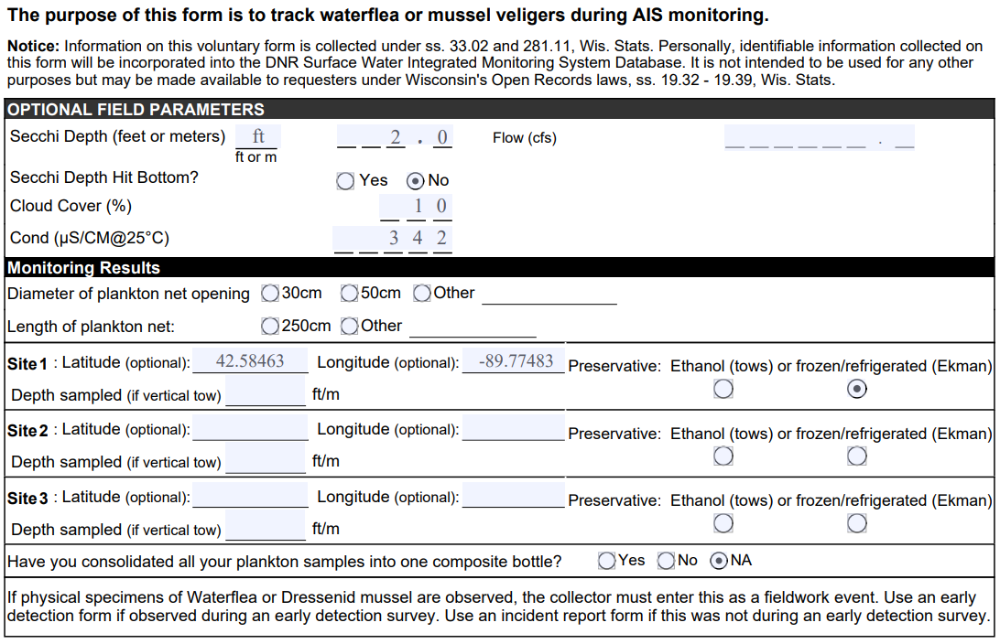 The purpose of this form is to track waterflea or mussel veligers during AIS monitoring.
Notice: Information on this voluntary form is collected under ss. 33.02 and 281.11, Wis. Stats. Personally, identifiable information collected on
this form will be incorporated into the DNR Surface Water Integrated Monitoring System Database. It is not intended to be used for any other
purposes but may be made available to requesters under Wisconsin's Open Records laws, ss. 19.32 - 19.39, Wis. Stats.
OPTIONAL FIELD PARAMETERS
Secchi Depth (feet or meters) ft 2 . 0 Flow (cfs) .
ft or m
Secchi Depth Hit Bottom? Yes No
Cloud Cover (%) 1 0
Cond (µS/CM@25°C) 3 4 2
Monitoring Results
Diameter of plankton net opening 30cm 50cm Other
Length of plankton net: 250cm Other
Site 1 : Latitude (optional): 42.58463 Longitude (optional): -89.77483 Preservative: Ethanol (tows) or frozen/refrigerated (Ekman)
Depth sampled (if vertical tow) ft/m
Site 2 : Latitude (optional): Longitude (optional): Preservative: Ethanol (tows) or frozen/refrigerated (Ekman)
Depth sampled (if vertical tow) ft/m
Site 3 : Latitude (optional): Longitude (optional): Preservative: Ethanol (tows) or frozen/refrigerated (Ekman)
Depth sampled (if vertical tow) ft/m
Have you consolidated all your plankton samples into one composite bottle? Yes No NA
If physical specimens of Waterflea or Dressenid mussel are observed, the collector must enter this as a fieldwork event. Use an early
detection form if observed during an early detection survey. Use an incident report form if this was not during an early detection survey.